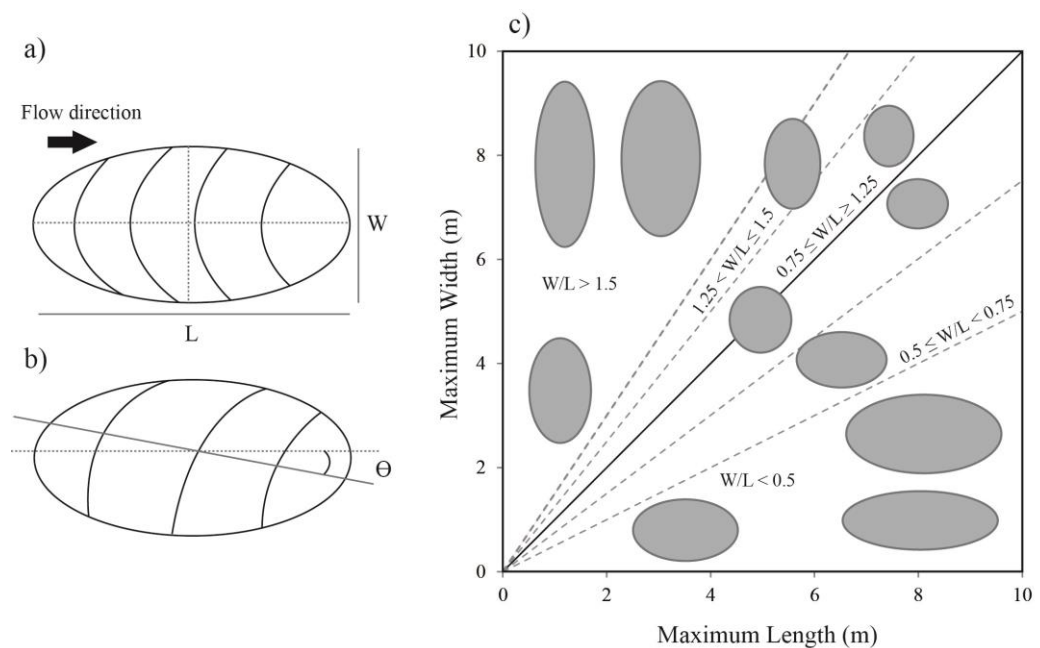 a)
Flow direction
W
L
b)
Θ
c)
Maximum Width (m)
10
8
6
4
2
0
W/L > 1.5
1.25 < W/L ≤ 1.5
0.75 ≤ W/L ≥ 1.25
0.5 ≤ W/L < 0.75
W/L < 0.5
0 2 4 6 8 10
Maximum Length (m)